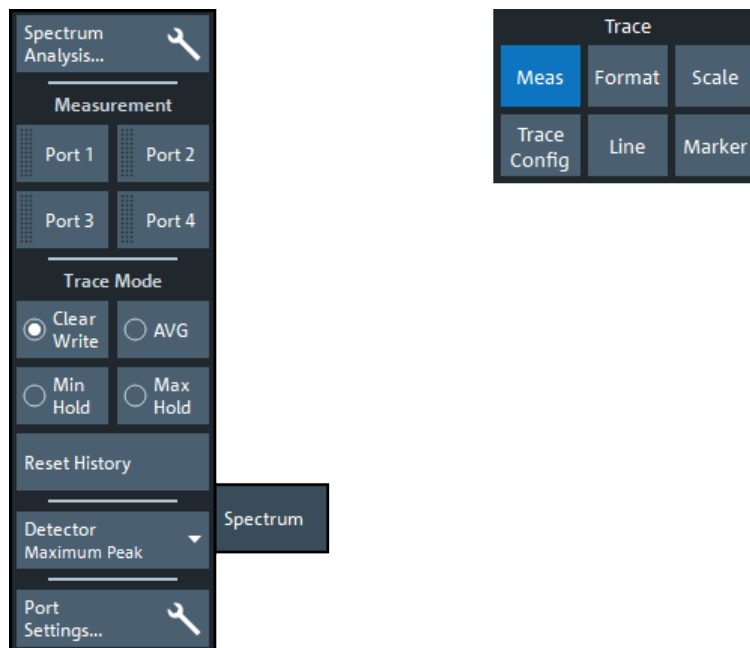 Spectrum
Analysis...
Measurement
Port 1
Port 2
Port 3
Port 4
Trace Mode
Clear
Write
AVG
Min
Hold
Max
Hold
Reset History
Detector
Maximum Peak
Port
Settings...
Spectrum
Trace
Meas
Format
Scale
Trace
Config
Line
Marker